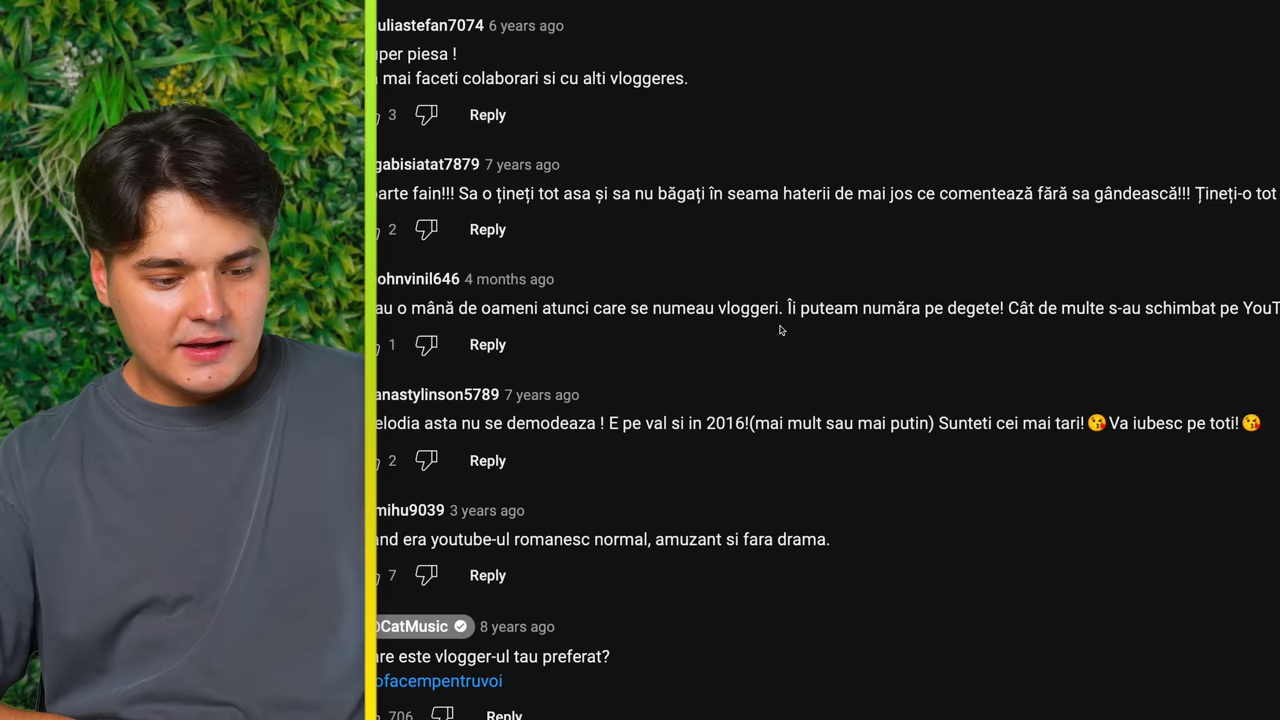 uliastefan7074 6 years ago
uper piesa !
mai faceti colaborari si cu alti vloggeres.
3 Reply
gabisiatat7879 7 years ago
parte fain!!! Sa o țineți tot asa și sa nu băgați în seama haterii de mai jos ce comentează fără sa gândească!!! Țineți-o tot
2 Reply
ohnvinil646 4 months ago
au o mână de oameni atunci care se numeau vloggeri. Îi puteam număra pe degete! Cât de multe s-au schimbat pe YouT
1 Reply
anastylinson5789 7 years ago
elodia asta nu se demodeaza ! E pe val si in 2016!(mai mult sau mai putin) Sunteti cei mai tari!😘Va iubesc pe toti!😘
2 Reply
mihu9039 3 years ago
and era youtube-ul romanesc normal, amuzant si fara drama.
7 Reply
@CatMusic 8 years ago
are este vlogger-ul tau preferat?
ofacempentruvoi
706 Reply